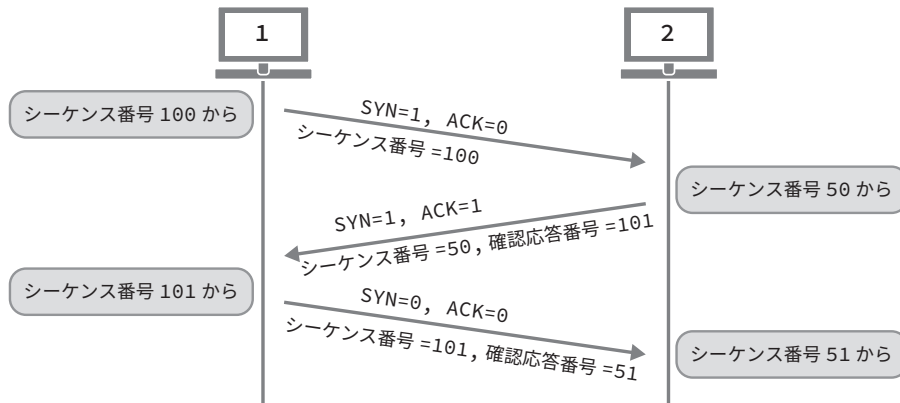 1
2
シーケンス番号 100 から
SYN=1, ACK=0
シーケンス番号 =100
シーケンス番号 50 から
SYN=1, ACK=1
シーケンス番号 =50 , 確認応答番号 =101
シーケンス番号 101 から
SYN=0, ACK=0
シーケンス番号 =101, 確認応答番号 =51
シーケンス番号 51 から